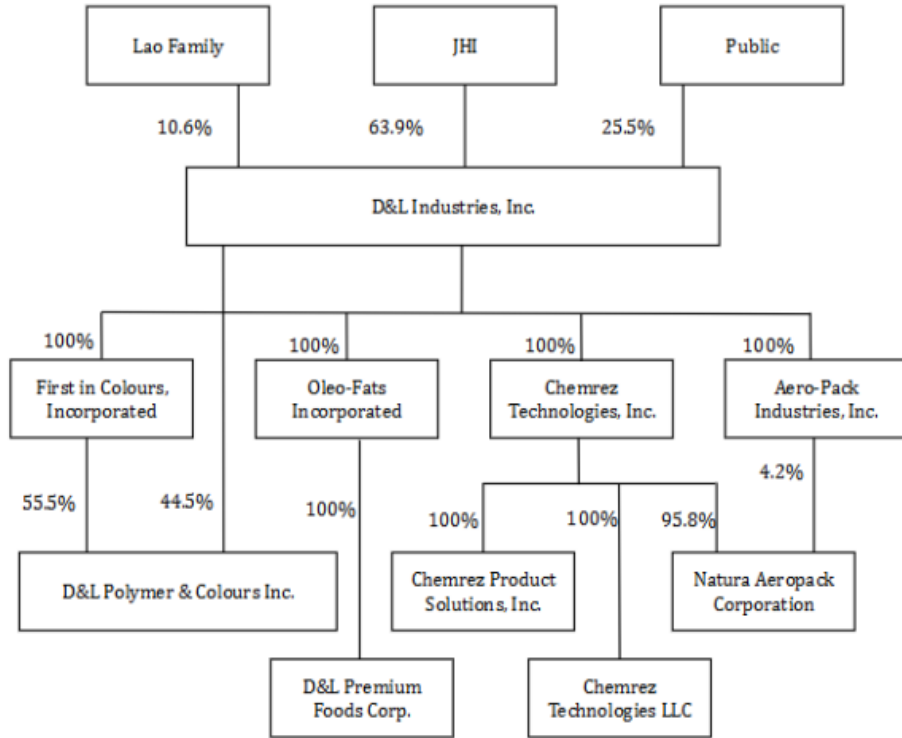 Lao Family
JHI
Public
10.6%
63.9%
25.5%
D&L Industries, Inc.
100%
100%
100%
100%
First in Colours,
Incorporated
Oleo-Fats
Incorporated
Chemrez
Technologies, Inc.
Aero-Pack
Industries, Inc.
55.5%
44.5%
100%
100%
100%
95.8%
4.2%
D&L Polymer & Colours Inc.
Chemrez Product
Solutions, Inc.
Natura Aeropack
Corporation
D&L Premium
Foods Corp.
Chemrez
Technologies LLC